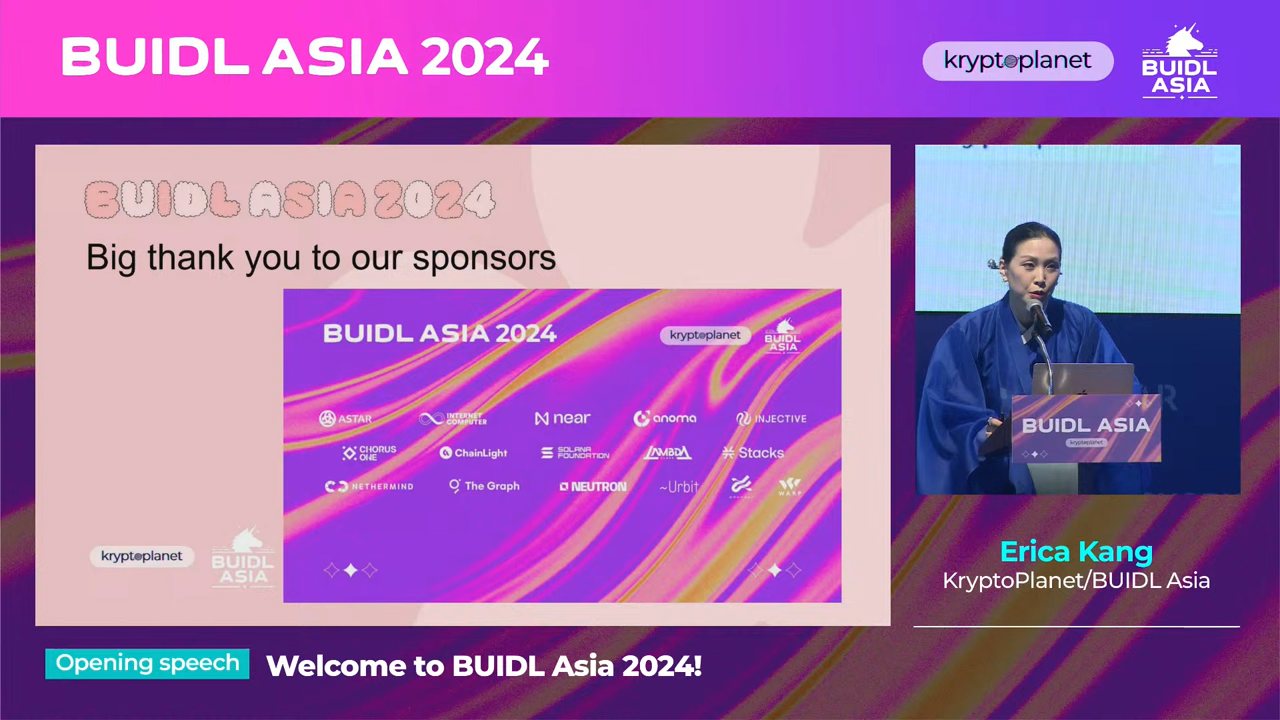 BUIDL ASIA 2024
kryptoplanet
BUIDL
ASIA
BUIDL ASIA 2024
Big thank you to our sponsors
BUIDL ASIA 2024
kryptoplanet
BUIDL
ASIA
ASTAR
INTERNET
COMPUTER
near
anoma
INJECTIVE
CHORUS
ONE
ChainLight
SOLANA
FOUNDATION
LAMBDA
Stacks
NETHERMIND
The Graph
NEUTRON
~Urbit
WARP
kryptoplanet
BUIDL
ASIA
BUIDL ASIA
kryptoplanet
Erica Kang
KryptoPlanet/BUIDL Asia
Opening speech
Welcome to BUIDL Asia 2024!